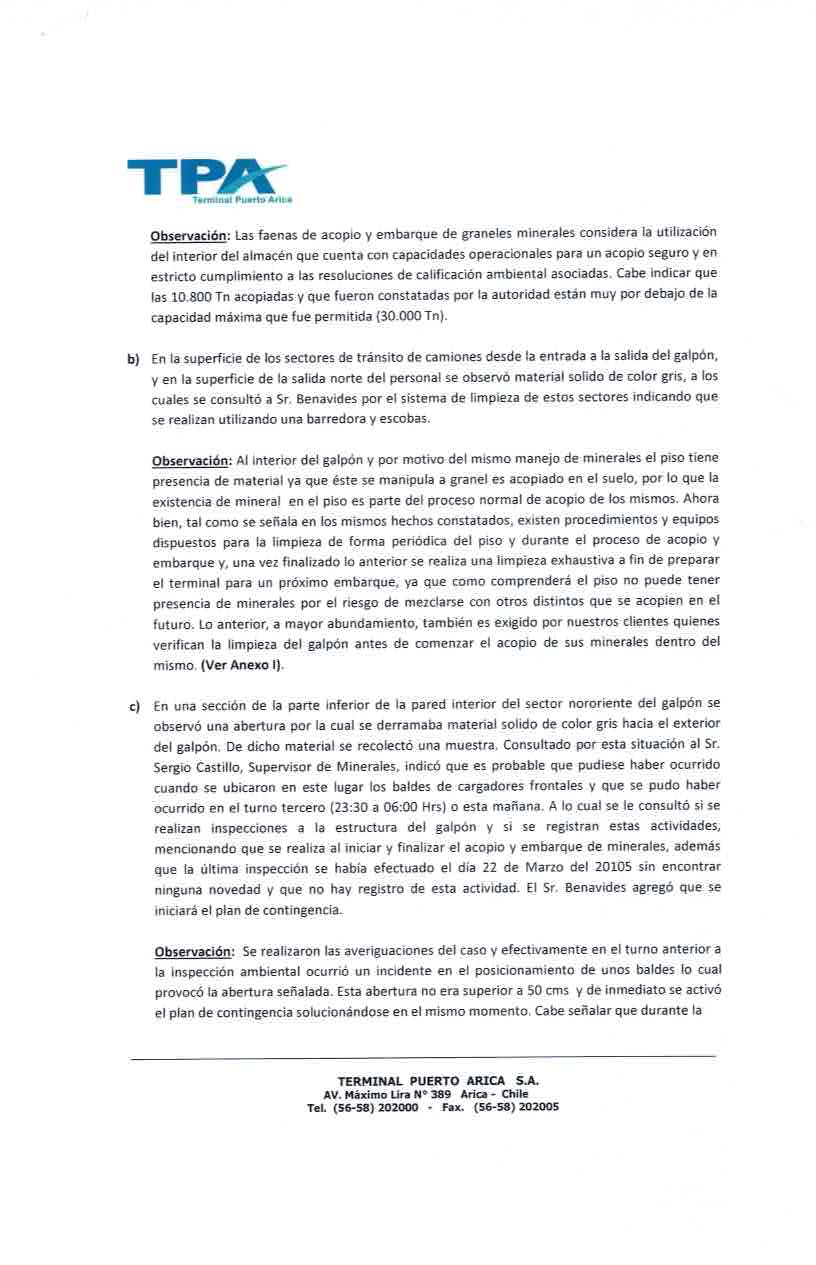 TPA
Terminal Puerto Arica
Observación: Las faenas de acopio y embarque de graneles minerales considera la utilización
del interior del almacén que cuenta con capacidades operacionales para un acopio seguro y en
estricto cumplimiento a las resoluciones de calificación ambiental asociadas. Cabe indicar que
las 10.800 Tn acopiadas y que fueron constatadas por la autoridad están muy por debajo de la
capacidad máxima que fue permitida (30.000 Tn).
b) En la superficie de los sectores de tránsito de camiones desde la entrada a la salida del galpón,
y en la superficie de la salida norte del personal se observó material solido de color gris, a los
cuales se consultó a Sr. Benavides por el sistema de limpieza de estos sectores indicando que
se realizan utilizando una barredora y escobas.
Observación: Al interior del galpón y por motivo del mismo manejo de minerales el piso tiene
presencia de material ya que éste se manipula a granel es acopiado en el suelo, por lo que la
existencia de mineral en el piso es parte del proceso normal de acopio de los mismos. Ahora
bien, tal como se señala en los mismos hechos constatados, existen procedimientos y equipos
dispuestos para la limpieza de forma periódica del piso y durante el proceso de acopio y
embarque y, una vez finalizado lo anterior se realiza una limpieza exhaustiva a fin de preparar
el terminal para un próximo embarque, ya que como comprenderá el piso no puede tener
presencia de minerales por el riesgo de mezclarse con otros distintos que se acopien en el
futuro. Lo anterior, a mayor abundamiento, también es exigido por nuestros clientes quienes
verifican la limpieza del galpón antes de comenzar el acopio de sus minerales dentro del
mismo. (Ver Anexo I).
c) En una sección de la parte inferior de la pared interior del sector nororiente del galpón se
observó una abertura por la cual se derramaba material solido de color gris hacia el exterior
del galpón. De dicho material se recolectó una muestra. Consultado por esta situación al Sr.
Sergio Castillo, Supervisor de Minerales, indicó que es probable que pudiese haber ocurrido
cuando se ubicaron en este lugar los baldes de cargadores frontales y que se pudo haber
ocurrido en el turno tercero (23:30 a 06:00 Hrs) o esta mañana. A lo cual se le consultó si se
realizan inspecciones a la estructura del galpón y si se registran estas actividades,
mencionando que se realiza al iniciar y finalizar el acopio y embarque de minerales, además
que la última inspección se había efectuado el día 22 de Marzo del 20105 sin encontrar
ninguna novedad y que no hay registro de esta actividad. El Sr. Benavides agregó que se
iniciará el plan de contingencia.
Observación: Se realizaron las averiguaciones del caso y efectivamente en el turno anterior a
la inspección ambiental ocurrió un incidente en el posicionamiento de unos baldes lo cual
provocó la abertura señalada. Esta abertura no era superior a 50 cms y de inmediato se activó
el plan de contingencia solucionándose en el mismo momento. Cabe señalar que durante la
TERMINAL PUERTO ARICA S.A.
AV. Máximo Lira N° 389 Arica - Chile
Tel. (56-58) 202000 - Fax. (56-58) 202005